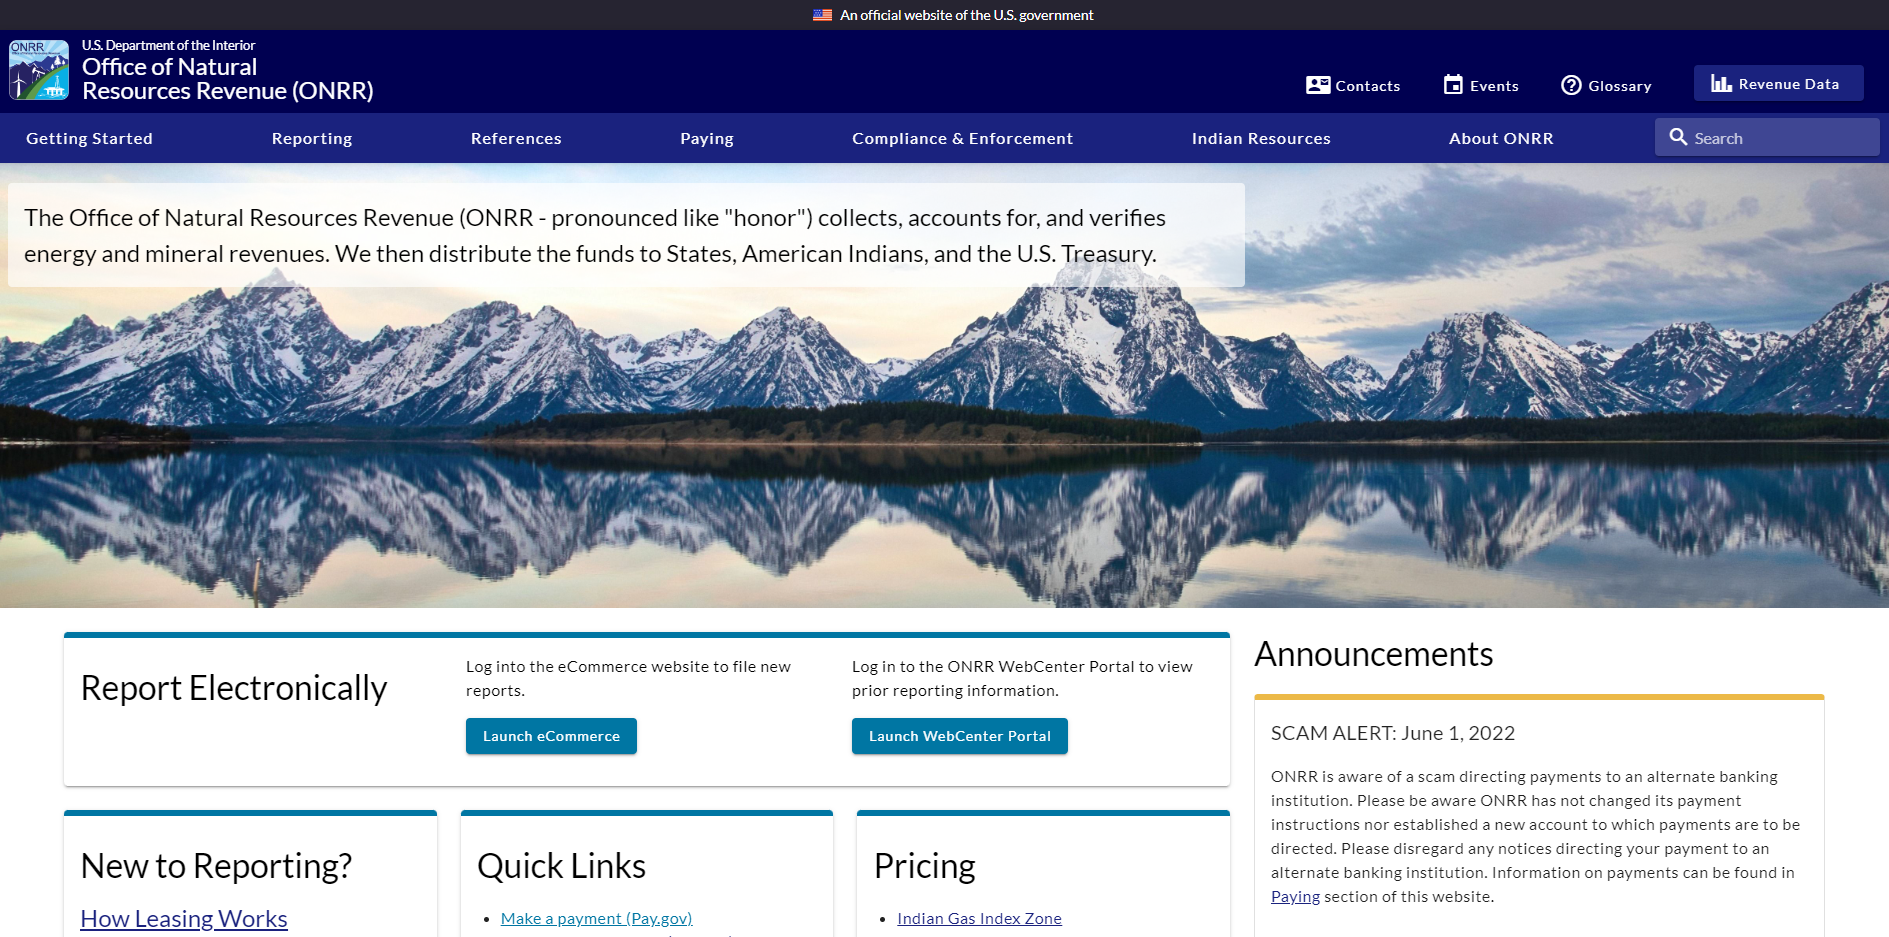 An official website of the U.S. government
ONRR
U.S. Department of the Interior
Office of Natural
Resources Revenue (ONRR)
Contacts
Events
Glossary
Revenue Data
Getting Started
Reporting
References
Paying
Compliance & Enforcement
Indian Resources
About ONRR
Search
The Office of Natural Resources Revenue (ONRR - pronounced like "honor") collects, accounts for, and verifies
energy and mineral revenues. We then distribute the funds to States, American Indians, and the U.S. Treasury.
Report Electronically
Log into the eCommerce website to file new
reports.
Launch eCommerce
Log in to the ONRR WebCenter Portal to view
prior reporting information.
Launch WebCenter Portal
New to Reporting?
How Leasing Works
Quick Links
• Make a payment (Pay.gov)
Pricing
• Indian Gas Index Zone
Announcements
SCAM ALERT: June 1, 2022
ONRR is aware of a scam directing payments to an alternate banking
institution. Please be aware ONRR has not changed its payment
instructions nor established a new account to which payments are to be
directed. Please disregard any notices directing your payment to an
alternate banking institution. Information on payments can be found in
Paying section of this website.